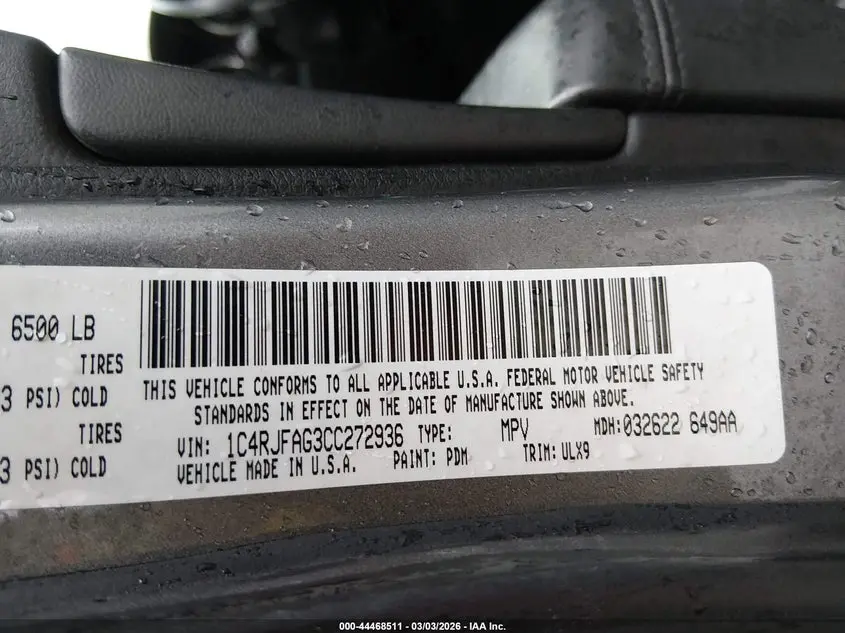 6500 LB
TIRES
3 PSI) COLD
TIRES
3 PSI) COLD
THIS VEHICLE CONFORMS TO ALL APPLICABLE U.S.A. FEDERAL MOTOR VEHICLE SAFETY
STANDARDS IN EFFECT ON THE DATE OF MANUFACTURE SHOWN ABOVE.
VIN: 1C4RJFAG3CC272936 TYPE: MPV MDH:032622 649AA
VEHICLE MADE IN U.S.A. PAINT: PDM TRIM: ULX9
000-44468511 | 03/03/2026 - IAA Inc.